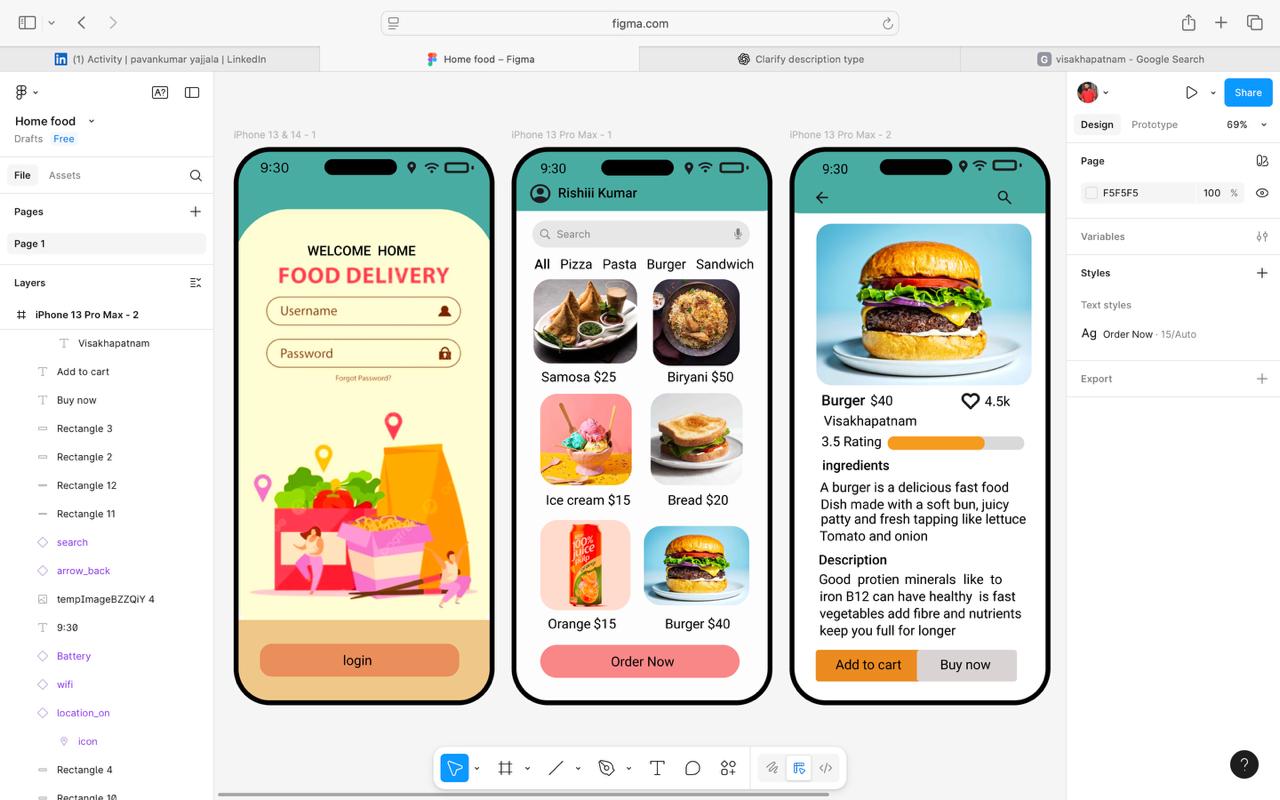 figma.com
(1) Activity | pavankumar yajjala | LinkedIn
Home food – Figma
Clarify description type
visakhapatnam - Google Search
A?
Home food
Drafts Free
File Assets
Pages
Page 1
Layers
iPhone 13 Pro Max - 2
Visakhapatnam
Add to cart
Buy now
Rectangle 3
Rectangle 2
Rectangle 12
Rectangle 11
search
arrow_back
tempImageBZZQiY 4
9:30
Battery
wifi
location_on
icon
Rectangle 4
Rectangle 10
iPhone 13 & 14 - 1
9:30
WELCOME HOME
FOOD DELIVERY
Username
Password
Forgot Password?
login
iPhone 13 Pro Max - 1
9:30
Rishiii Kumar
Search
All Pizza Pasta Burger Sandwich
Samosa $25 Biryani $50
Ice cream $15 Bread $20
100%
juice
pulp
Orange $15 Burger $40
Order Now
iPhone 13 Pro Max - 2
9:30
Burger $40 4.5k
Visakhapatnam
3.5 Rating
ingredients
A burger is a delicious fast food
Dish made with a soft bun, juicy
patty and fresh tapping like lettuce
Tomato and onion
Description
Good protien minerals like to
iron B12 can have healthy is fast
vegetables add fibre and nutrients
keep you full for longer
Add to cart Buy now
Share
Design Prototype 69%
Page
F5F5F5 100 %
Variables
Styles
Text styles
Ag Order Now · 15/Auto
Export
?